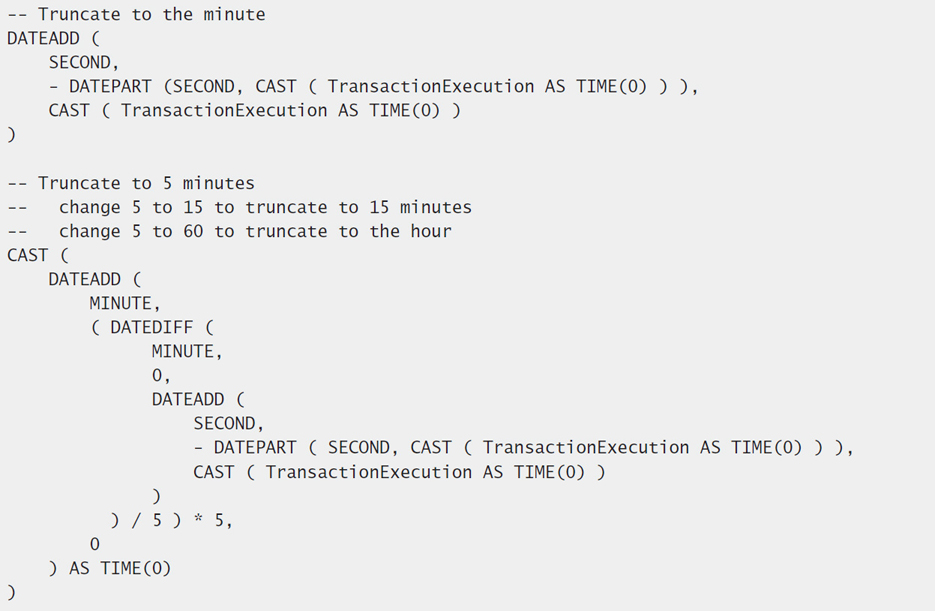 -- Truncate to the minute
DATEADD (
    SECOND,
    - DATEPART (SECOND, CAST ( TransactionExecution AS TIME(0) ) ),
    CAST ( TransactionExecution AS TIME(0) )
)

-- Truncate to 5 minutes
--   change 5 to 15 to truncate to 15 minutes
--   change 5 to 60 to truncate to the hour
CAST (
    DATEADD (
        MINUTE,
        ( DATEDIFF (
              MINUTE,
              0,
              DATEADD (
                  SECOND,
                  - DATEPART ( SECOND, CAST ( TransactionExecution AS TIME(0) ) ),
                  CAST ( TransactionExecution AS TIME(0) )
              )
          ) / 5 ) * 5,
        0
    ) AS TIME(0)
)